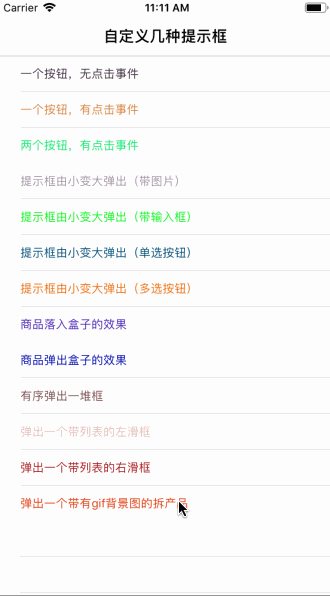 Carrier 11:11 AM
自定义几种提示框
一个按钮，无点击事件
一个按钮，有点击事件
两个按钮，有点击事件
提示框由小变大弹出（带图片）
提示框由小变大弹出（带输入框）
提示框由小变大弹出（单选按钮）
提示框由小变大弹出（多选按钮）
商品落入盒子的效果
商品弹出盒子的效果
有序弹出一堆框
弹出一个带列表的左滑框
弹出一个带列表的右滑框
弹出一个带有gif背景图的拆产品